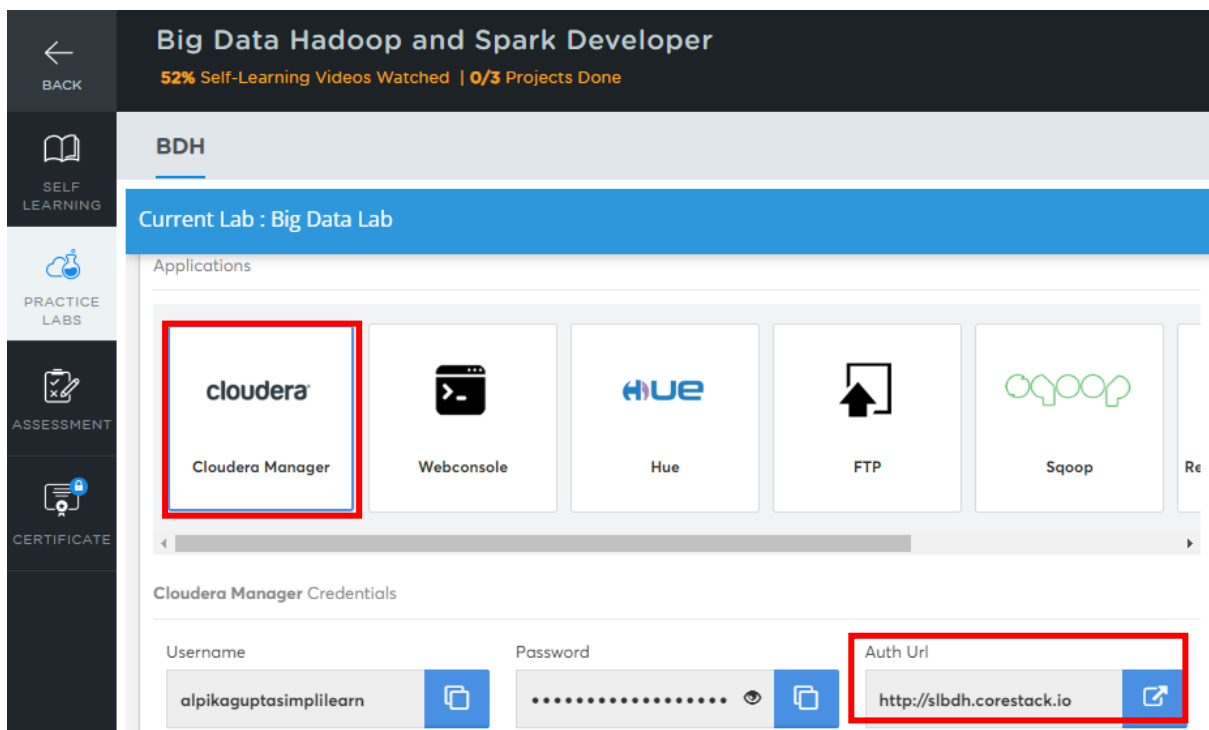 Big Data Hadoop and Spark Developer
BACK
52% Self-Learning Videos Watched | 0/3 Projects Done
BDH
SELF
LEARNING
Current Lab : Big Data Lab
Applications
PRACTICE
LABS
cloudera
HUE
sqoop
ASSESSMENT
Cloudera Manager
Webconsole
Hue
FTP
Sqoop
Re
CERTIFICATE
Cloudera Manager Credentials
Username
Password
Auth Url
alpikaguptasimplilearn
••••••••••••••••••
http://slbdh.corestack.io